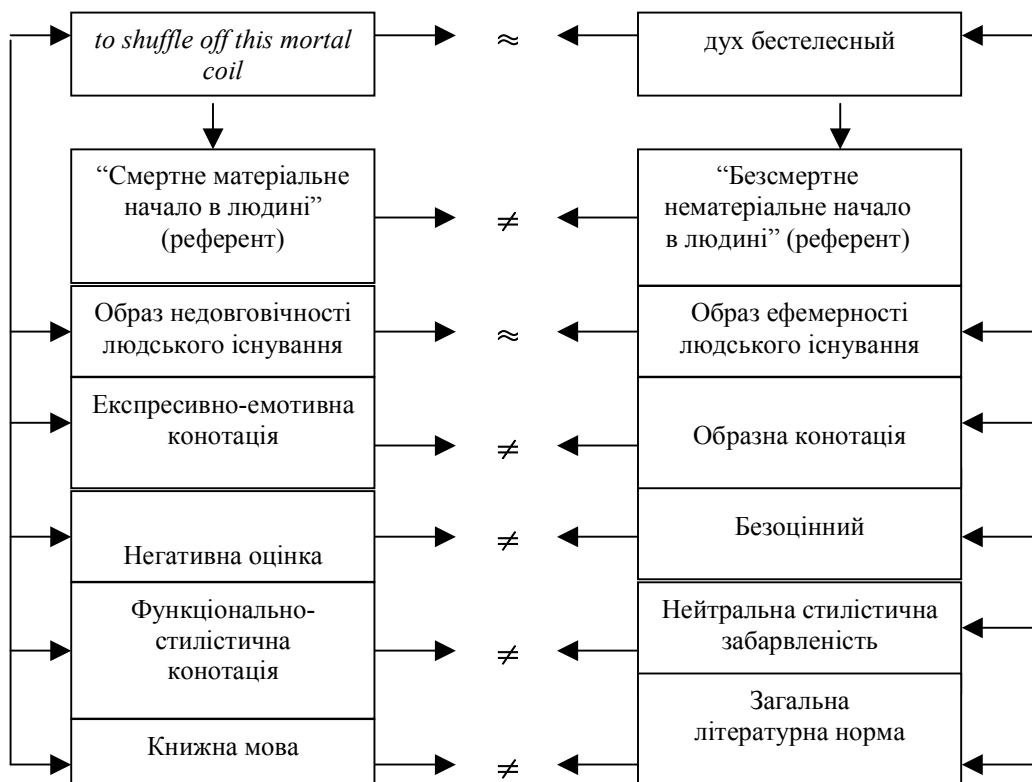 to shuffle off this mortal
coil
≈
дух бестелесный
“Смертне матеріальне
начало в людині”
(референт)
≠
“Безсмертне
нематеріальне начало
в людині” (референт)
Образ недовговічності
людського існування
≈
Образ ефемерності
людського існування
Експресивно-емотивна
конотація
≠
Образна конотація
Негативна оцінка
≠
Безоцінний
Функціонально-
стилістична
конотація
≠
Нейтральна стилістична
забарвленість
Книжна мова
≠
Загальна
літературна норма